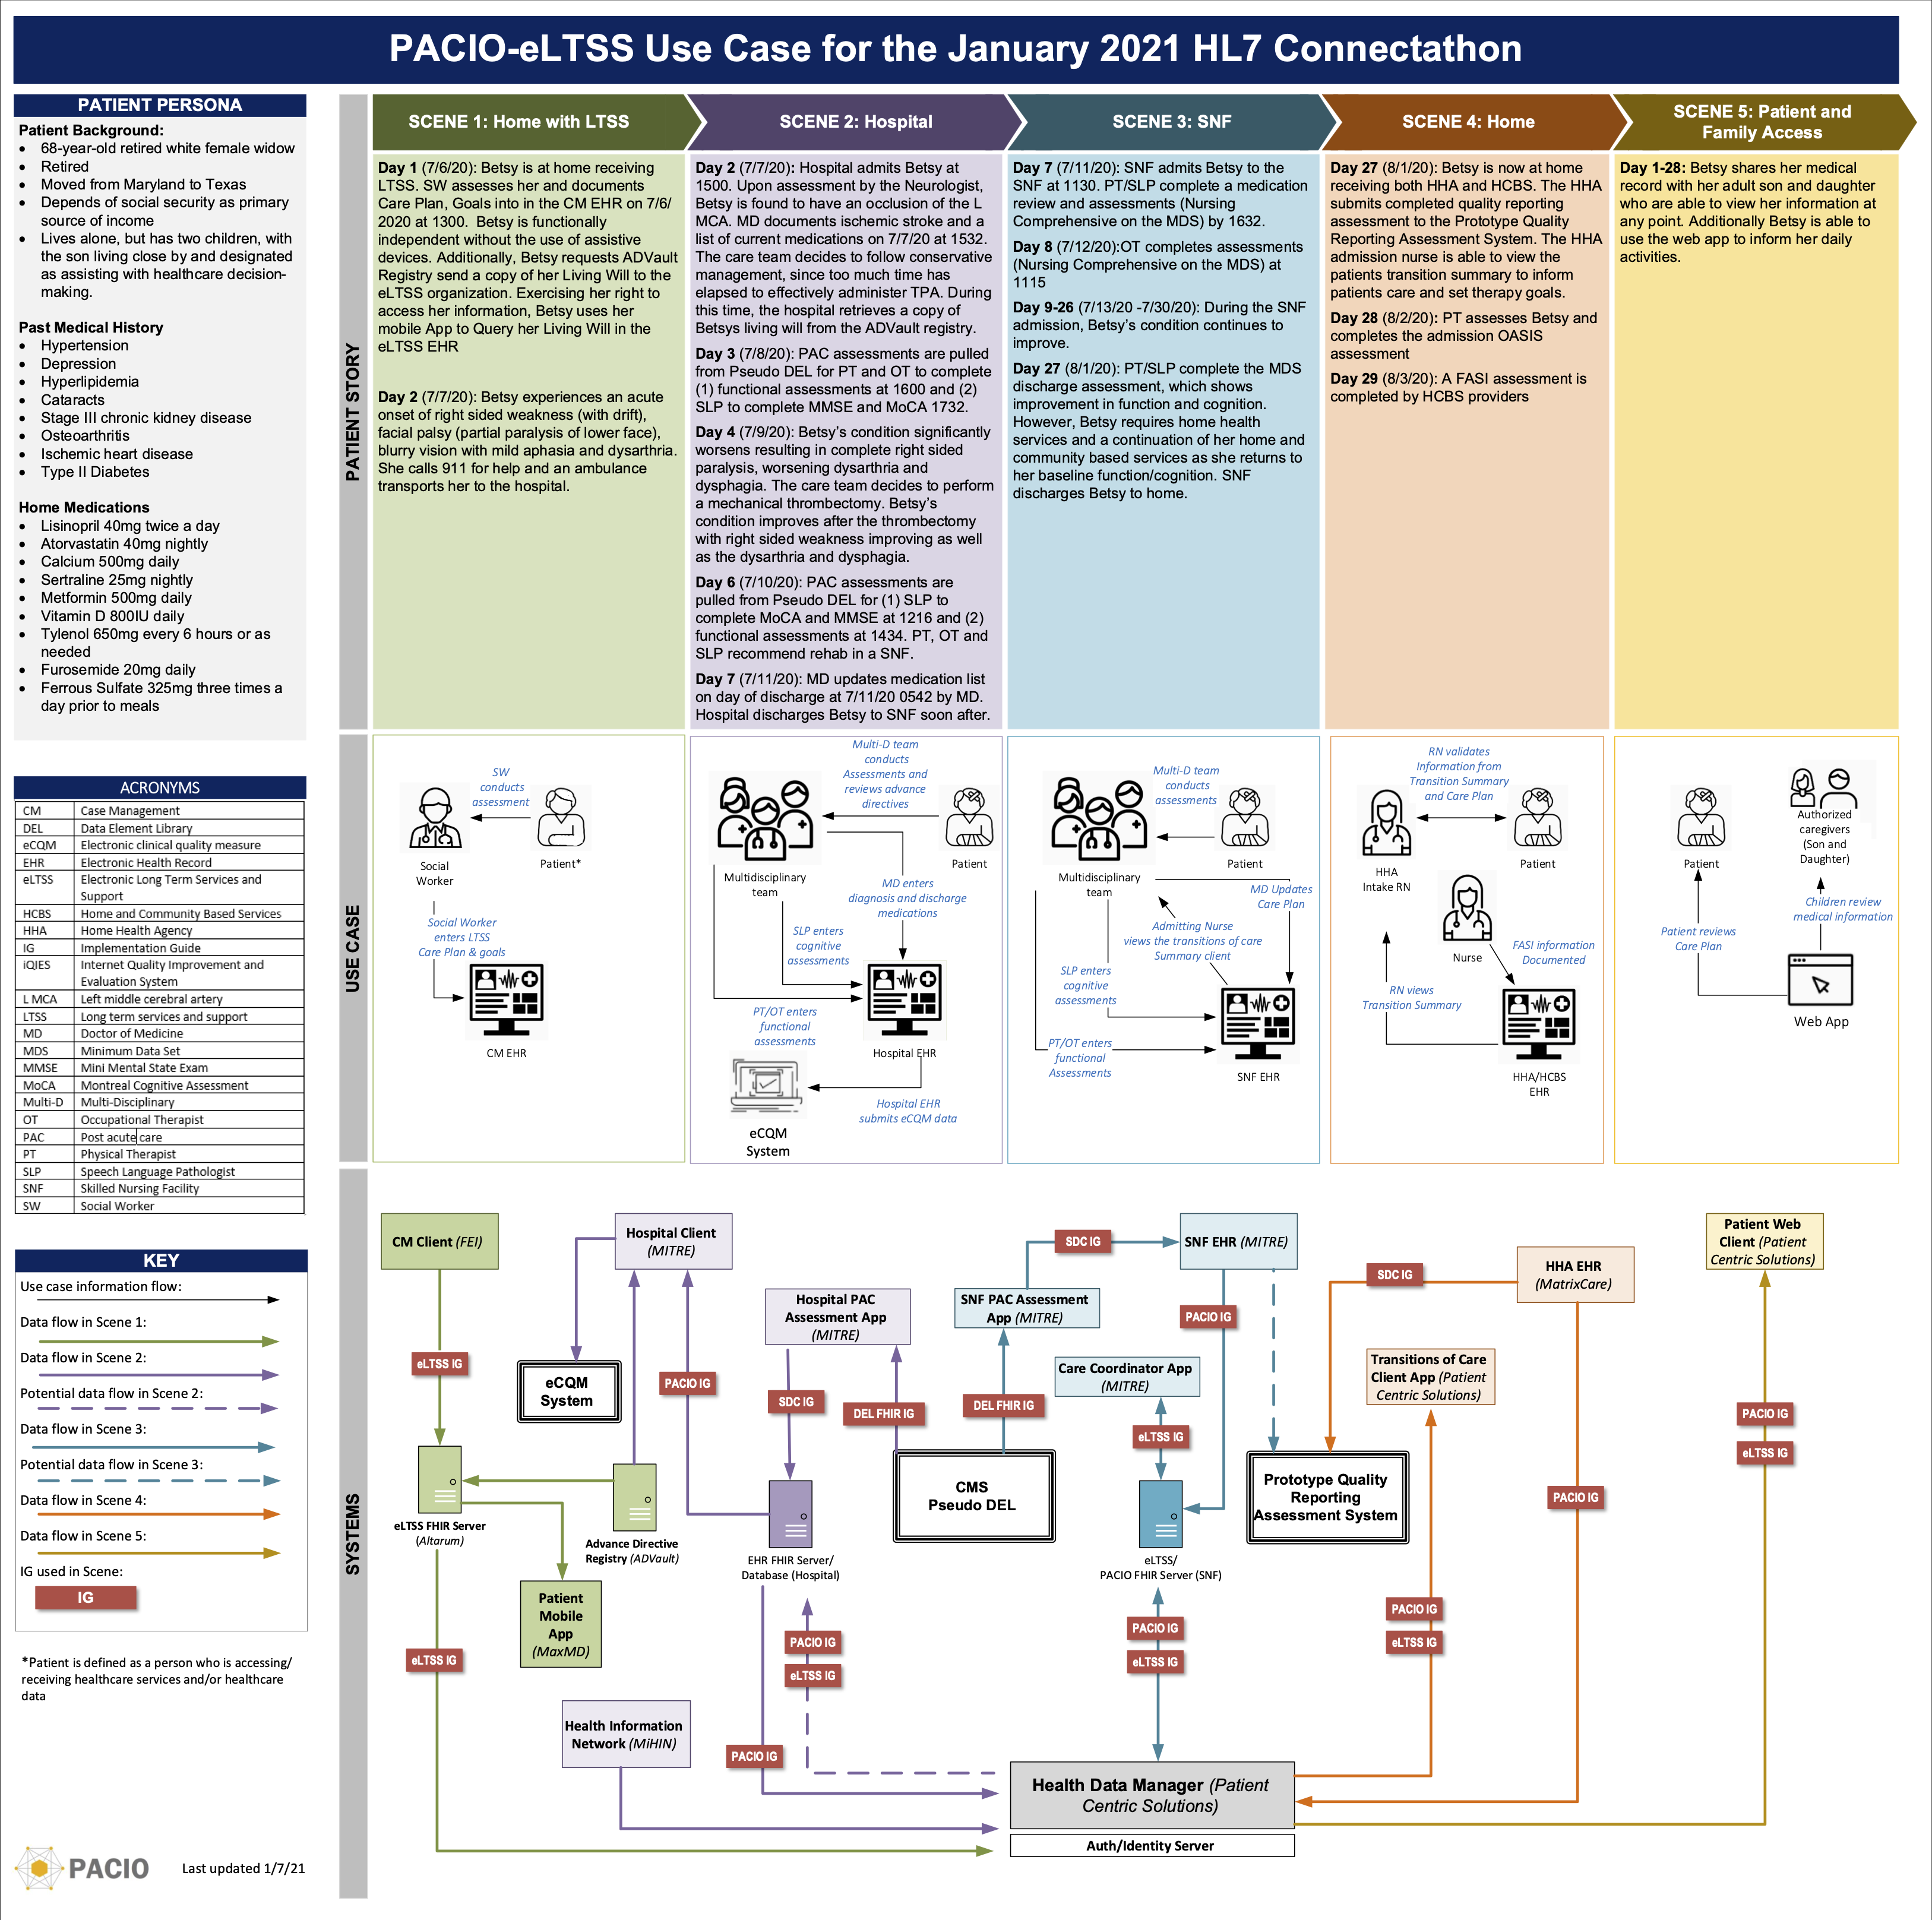 PACIO-eLTSS Use Case for the January 2021 HL7 Connectathon
PATIENT PERSONA
Patient Background:
• 68-year-old retired white female widow
• Retired
• Moved from Maryland to Texas
• Depends of social security as primary
source of income
• Lives alone, but has two children, with
the son living close by and designated
as assisting with healthcare decision-
making.
Past Medical History
• Hypertension
• Depression
• Hyperlipidemia
• Cataracts
• Stage III chronic kidney disease
• Osteoarthritis
• Ischemic heart disease
• Type II Diabetes
Home Medications
• Lisinopril 40mg twice a day
• Atorvastatin 40mg nightly
• Calcium 500mg daily
• Sertraline 25mg nightly
• Metformin 500mg daily
• Vitamin D 800IU daily
• Tylenol 650mg every 6 hours or as
needed
• Furosemide 20mg daily
• Ferrous Sulfate 325mg three times a
day prior to meals
ACRONYMS
CM Case Management
DEL Data Element Library
eCQM Electronic clinical quality measure
EHR Electronic Health Record
eLTSS Electronic Long Term Services and
Support
HCBS Home and Community Based Services
HHA Home Health Agency
IG Implementation Guide
iQIES Internet Quality Improvement and
Evaluation System
L MCA Left middle cerebral artery
LTSS Long term services and support
MD Doctor of Medicine
MDS Minimum Data Set
MMSE Mini Mental State Exam
MoCA Montreal Cognitive Assessment
Multi-D Multi-Disciplinary
OT Occupational Therapist
PAC Post acute care
PT Physical Therapist
SLP Speech Language Pathologist
SNF Skilled Nursing Facility
SW Social Worker
KEY
Use case information flow:
Data flow in Scene 1:
Data flow in Scene 2:
Potential data flow in Scene 2:
Data flow in Scene 3:
Potential data flow in Scene 3:
Data flow in Scene 4:
Data flow in Scene 5:
IG used in Scene:
IG
*Patient is defined as a person who is accessing/
receiving healthcare services and/or healthcare
data
PACIO
Last updated 1/7/21
PATIENT STORY
SCENE 1: Home with LTSS
Day 1 (7/6/20): Betsy is at home receiving
LTSS. SW assesses her and documents
Care Plan, Goals into in the CM EHR on 7/6/
2020 at 1300. Betsy is functionally
independent without the use of assistive
devices. Additionally, Betsy requests ADVault
Registry send a copy of her Living Will to the
eLTSS organization. Exercising her right to
access her information, Betsy uses her
mobile App to Query her Living Will in the
eLTSS EHR
Day 2 (7/7/20): Betsy experiences an acute
onset of right sided weakness (with drift),
facial palsy (partial paralysis of lower face),
blurry vision with mild aphasia and dysarthria.
She calls 911 for help and an ambulance
transports her to the hospital.
SCENE 2: Hospital
Day 2 (7/7/20): Hospital admits Betsy at
1500. Upon assessment by the Neurologist,
Betsy is found to have an occlusion of the L
MCA. MD documents ischemic stroke and a
list of current medications on 7/7/20 at 1532.
The care team decides to follow conservative
management, since too much time has
elapsed to effectively administer TPA. During
this time, the hospital retrieves a copy of
Betsys living will from the ADVault registry.
Day 3 (7/8/20): PAC assessments are pulled
from Pseudo DEL for PT and OT to complete
(1) functional assessments at 1600 and (2)
SLP to complete MMSE and MoCA 1732.
Day 4 (7/9/20): Betsy's condition significantly
worsens resulting in complete right sided
paralysis, worsening dysarthria and
dysphagia. The care team decides to perform
a mechanical thrombectomy. Betsy's
condition improves after the thrombectomy
with right sided weakness improving as well
as the dysarthria and dysphagia.
Day 6 (7/10/20): PAC assessments are
pulled from Pseudo DEL for (1) SLP to
complete MoCA and MMSE at 1216 and (2)
functional assessments at 1434. PT, OT and
SLP recommend rehab in a SNF.
Day 7 (7/11/20): MD updates medication list
on day of discharge at 7/11/20 0542 by MD.
Hospital discharges Betsy to SNF soon after.
SCENE 3: SNF
Day 7 (7/11/20): SNF admits Betsy to the
SNF at 1130. PT/SLP complete a medication
review and assessments (Nursing
Comprehensive on the MDS) by 1632.
Day 8 (7/12/20):OT completes assessments
(Nursing Comprehensive on the MDS) at
1115
Day 9-26 (7/13/20 -7/30/20): During the SNF
admission, Betsy's condition continues to
improve.
Day 27 (8/1/20): PT/SLP complete the MDS
discharge assessment, which shows
improvement in function and cognition.
However, Betsy requires home health
services and a continuation of her home and
community based services as she returns to
her baseline function/cognition. SNF
discharges Betsy to home.
SCENE 4: Home
Day 27 (8/1/20): Betsy is now at home
receiving both HHA and HCBS. The HHA
submits completed quality reporting
assessment to the Prototype Quality
Reporting Assessment System. The HHA
admission nurse is able to view the
patients transition summary to inform
patients care and set therapy goals.
Day 28 (8/2/20): PT assesses Betsy and
completes the admission OASIS
assessment
Day 29 (8/3/20): A FASI assessment is
completed by HCBS providers
SCENE 5: Patient and
Family Access
Day 1-28: Betsy shares her medical
record with her adult son and daughter
who are able to view her information at
any point. Additionally Betsy is able to
use the web app to inform her daily
activities.
USE CASE
SW
conducts
assessment
Social
Worker
Patient*
Social Worker
enters LTSS
Care Plan & goals
CM EHR
Multi-D team
conducts
Assessments and
reviews advance
directives
Multidisciplinary
team
Patient
MD enters
diagnosis and discharge
medications
SLP enters
cognitive
assessments
PT/OT enters
functional
assessments
Hospital EHR
Hospital EHR
submits eCQM data
eCQM
System
Multi-D team
conducts
assessments
Multidisciplinary
team
Patient
MD Updates
Care Plan
Admitting Nurse
views the transitions of care
Summary client
SLP enters
cognitive
assessments
PT/OT enters
functional
Assessments
SNF EHR
RN validates
Information from
Transition Summary
and Care Plan
HHA
Intake RN
Patient
Nurse
FASI information
Documented
RN views
Transition Summary
HHA/HCBS
EHR
Patient
Authorized
caregivers
(Son and
Daughter)
Children review
medical information
Patient reviews
Care Plan
Web App
SYSTEMS
CM Client (FEI)
eLTSS IG
eLTSS FHIR Server
(Altarum)
eLTSS IG
Hospital Client
(MITRE)
eCQM
System
PACIO IG
Advance Directive
Registry (ADVault)
Patient
Mobile
App
(MaxMD)
Health Information
Network (MiHIN)
Hospital PAC
Assessment App
(MITRE)
SDC IG
DEL FHIR IG
EHR FHIR Server/
Database (Hospital)
PACIO IG
eLTSS IG
PACIO IG
SNF PAC Assessment
App (MITRE)
SDC IG
SNF EHR (MITRE)
PACIO IG
DEL FHIR IG
CMS
Pseudo DEL
Care Coordinator App
(MITRE)
eLTSS IG
eLTSS/
PACIO FHIR Server (SNF)
PACIO IG
eLTSS IG
HHA EHR
(MatrixCare)
SDC IG
Transitions of Care
Client App (Patient
Centric Solutions)
Prototype Quality
Reporting
Assessment System
PACIO IG
PACIO IG
eLTSS IG
Patient Web
Client (Patient
Centric Solutions)
PACIO IG
eLTSS IG
Health Data Manager (Patient
Centric Solutions)
Auth/Identity Server